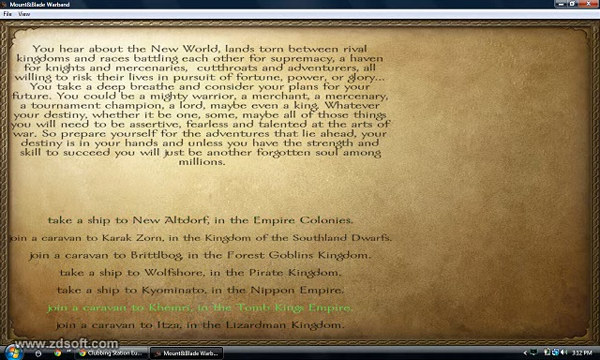 Mount&Blade Warband
File View
You hear about the New World, lands torn between rival
kingdoms and races battling each other for supremacy, a haven
for knights and mercenaries, cutthroats and adventurers, all
willing to risk their lives in pursuit of fortune, power, or glory...
You take a deep breathe and consider your plans for your
future. You could be a mighty warrior, a merchant, a mercenary,
a tournament champion, a lord, maybe even a king. Whatever
your destiny, whether it be one, some, maybe all of those things
you will need to be assertive, fearless and talented at the arts of
war. So prepare yourself for the adventures that lie ahead, your
destiny is in your hands and unless you have the strength and
skill to succeed you will just be another forgotten soul among
millions.
take a ship to New Altdorf, in the Empire Colonies.
join a caravan to Karak Zorn, in the Kingdom of the Southland Dwarfs.
join a caravan to Brittlbog, in the Forest Goblins Kingdom.
take a ship to Wolfshore, in the Pirate Kingdom.
take a ship to Kyominato, in the Nippon Empire.
join a caravan to Khemri, in the Tomb Kings Empire.
join a caravan to Itza, in the Lizardman Kingdom.
www.zdsoft.com
Clubbing Station Lu... Mount&Blade Warb... 3:12 PM